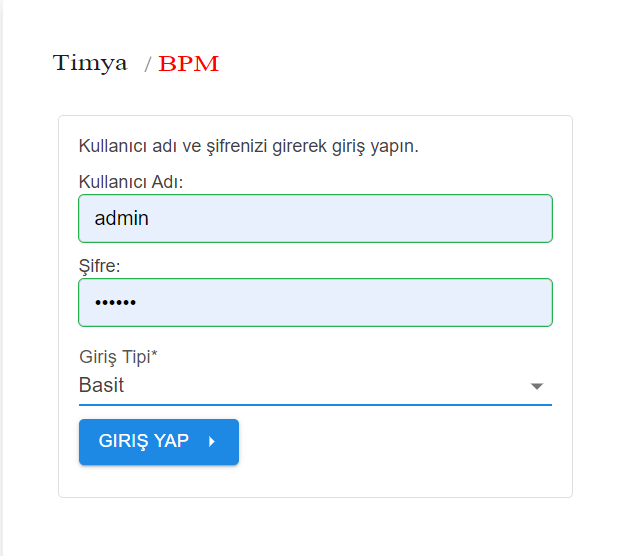 Timya / BPM
Kullanıcı adı ve şifrenizi girerek giriş yapın.
Kullanıcı Adı:
admin
Şifre:
••••••
Giriş Tipi*
Basit
GIRIŞ YAP